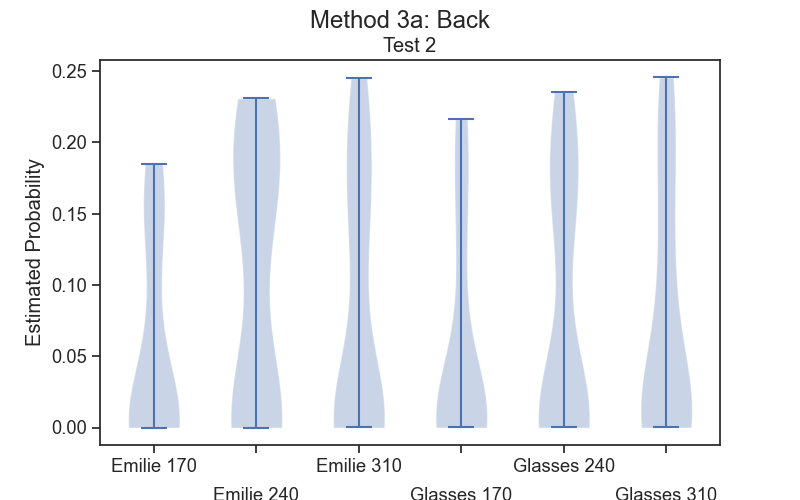 Method 3a: Back
Test 2
Estimated Probability
0.25
0.20
0.15
0.10
0.05
0.00
Emilie 170
Emilie 240
Emilie 310
Glasses 170
Glasses 240
Glasses 310